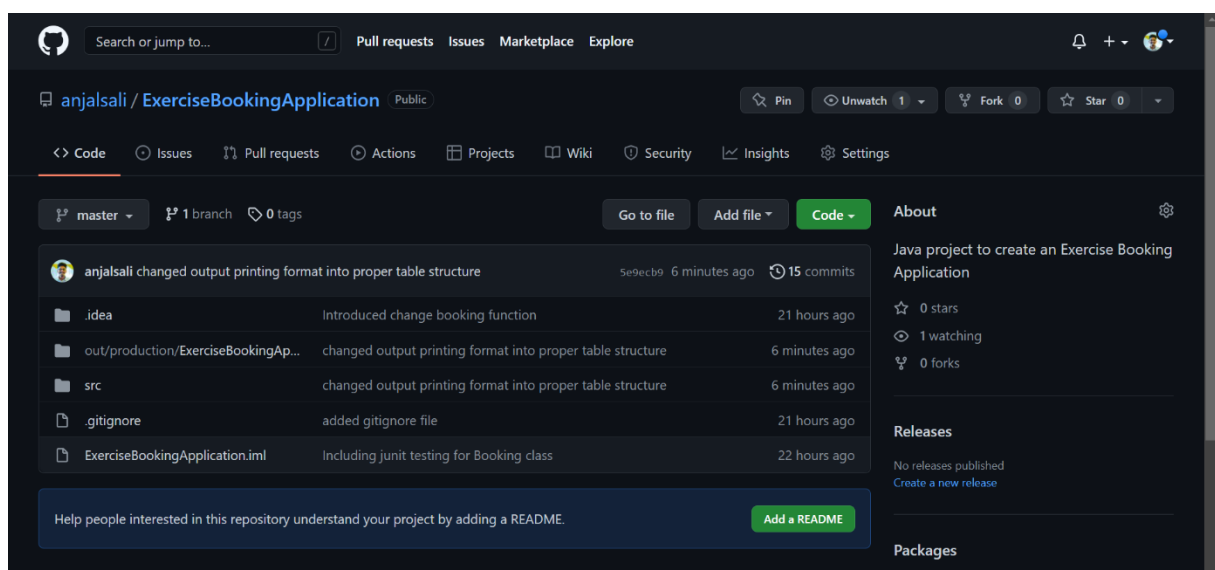 Search or jump to... / Pull requests Issues Marketplace Explore
anjalsali / ExerciseBookingApplication Public Pin Unwatch 1 Fork 0 Star 0
<> Code Issues Pull requests Actions Projects Wiki Security Insights Settings
master 1 branch 0 tags Go to file Add file Code
anjalsali changed output printing format into proper table structure 5e9ecb9 6 minutes ago 15 commits
.idea Introduced change booking function 21 hours ago
out/production/ExerciseBookingAp... changed output printing format into proper table structure 6 minutes ago
src changed output printing format into proper table structure 6 minutes ago
.gitignore added gitignore file 21 hours ago
ExerciseBookingApplication.iml Including junit testing for Booking class 22 hours ago
Help people interested in this repository understand your project by adding a README. Add a README
About
Java project to create an Exercise Booking
Application
0 stars
1 watching
0 forks
Releases
No releases published
Create a new release
Packages